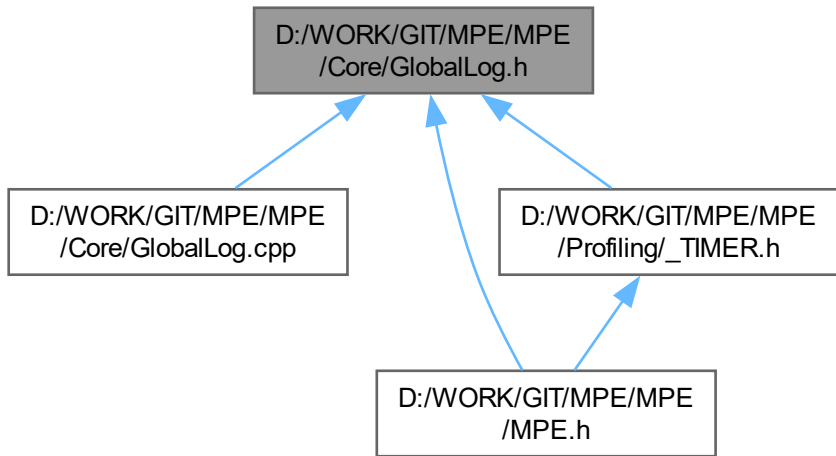 D:/WORK/GIT/MPE/MPE
/Core/GlobalLog.h
D:/WORK/GIT/MPE/MPE
/Core/GlobalLog.cpp
D:/WORK/GIT/MPE/MPE
/Profiling/_TIMER.h
D:/WORK/GIT/MPE/MPE
/MPE.h